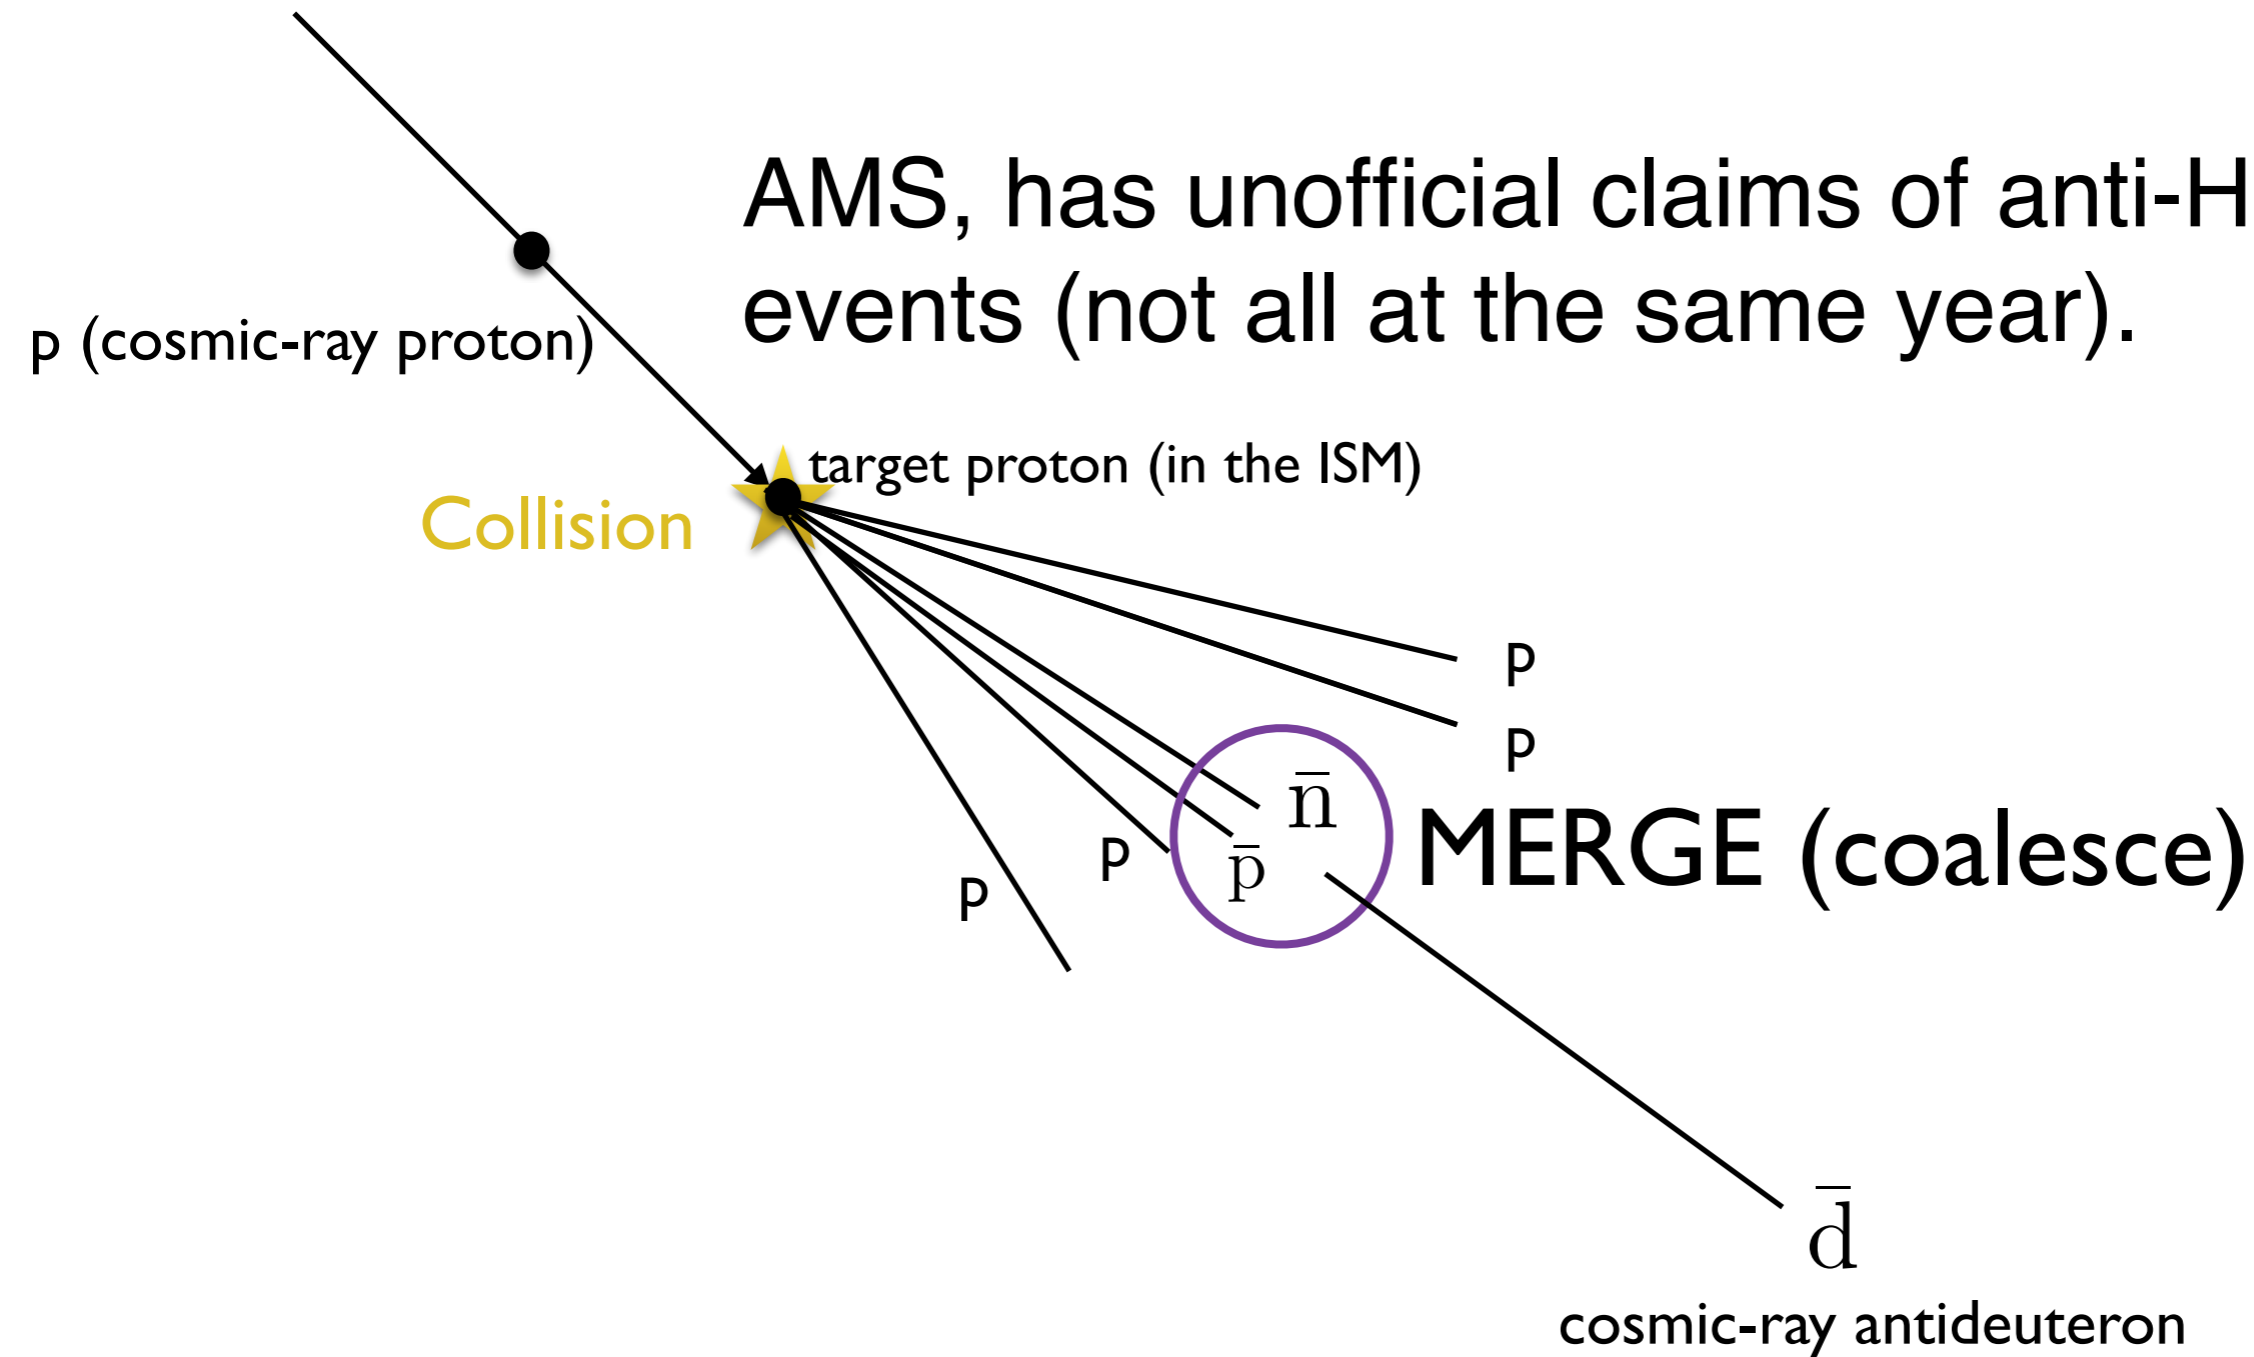 AMS, has unofficial claims of anti-H
events (not all at the same year).
p (cosmic-ray proton)
target proton (in the ISM)
Collision
p
p
n̄
MERGE (coalesce)
p
p̄
p
d̄
cosmic-ray antideuteron